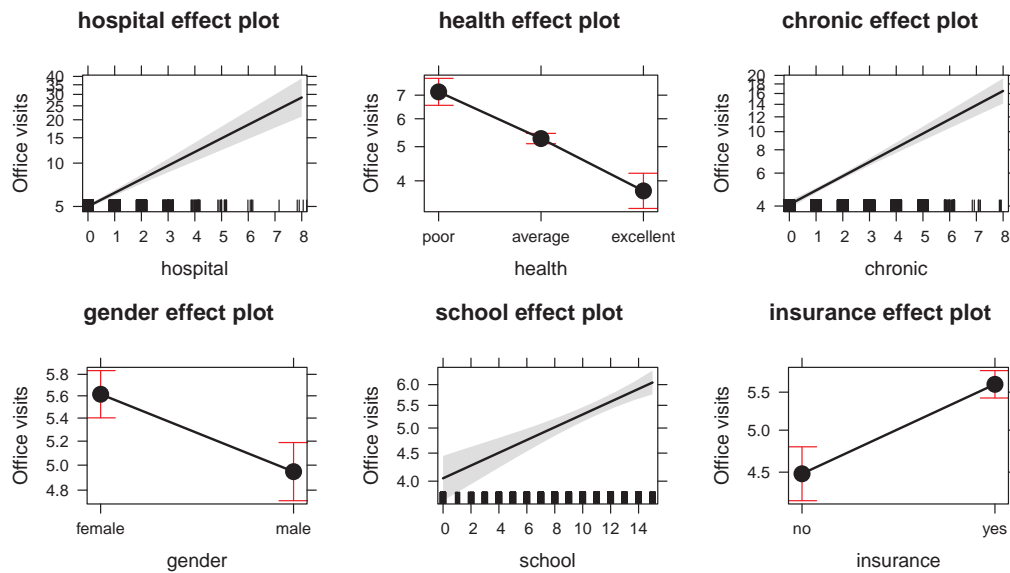 hospital effect plot
Office visits
40
35
30
25
20
15
10
5
0 1 2 3 4 5 6 7 8
hospital
health effect plot
Office visits
7
6
5
4
poor average excellent
health
chronic effect plot
Office visits
20
18
16
14
12
10
8
6
4
0 1 2 3 4 5 6 7 8
chronic
gender effect plot
Office visits
5.8
5.6
5.4
5.2
5.0
4.8
female male
gender
school effect plot
Office visits
6.0
5.5
5.0
4.5
4.0
0 2 4 6 8 10 12 14
school
insurance effect plot
Office visits
5.5
5.0
4.5
no yes
insurance